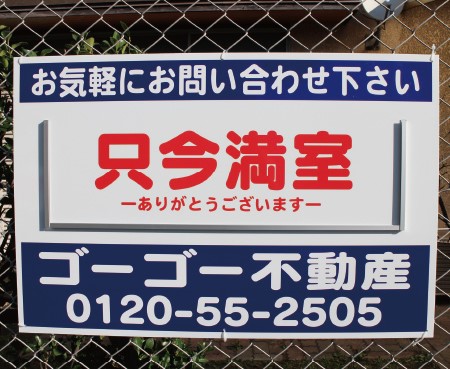 お気軽にお問い合わせ下さい
只今満室
ーありがとうございますー
ゴーゴー不動産
0120-55-2505